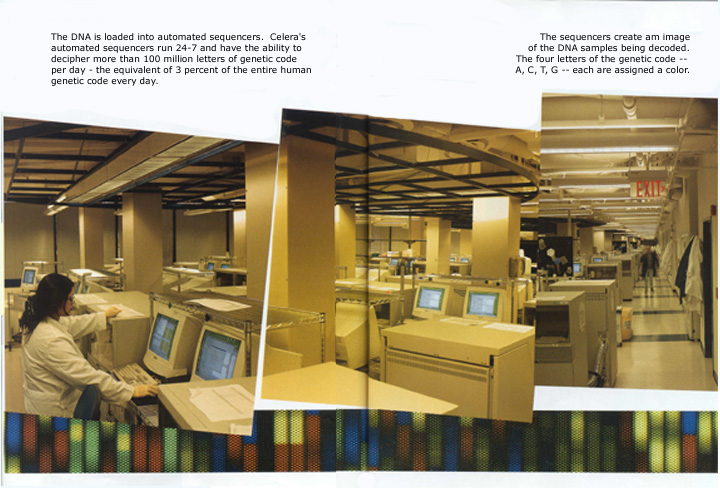 The DNA is loaded into automated sequencers. Celera's
automated sequencers run 24-7 and have the ability to
decipher more than 100 million letters of genetic code
per day - the equivalent of 3 percent of the entire human
genetic code every day.
The sequencers create am image
of the DNA samples being decoded.
The four letters of the genetic code --
A, C, T, G -- each are assigned a color.
EXIT